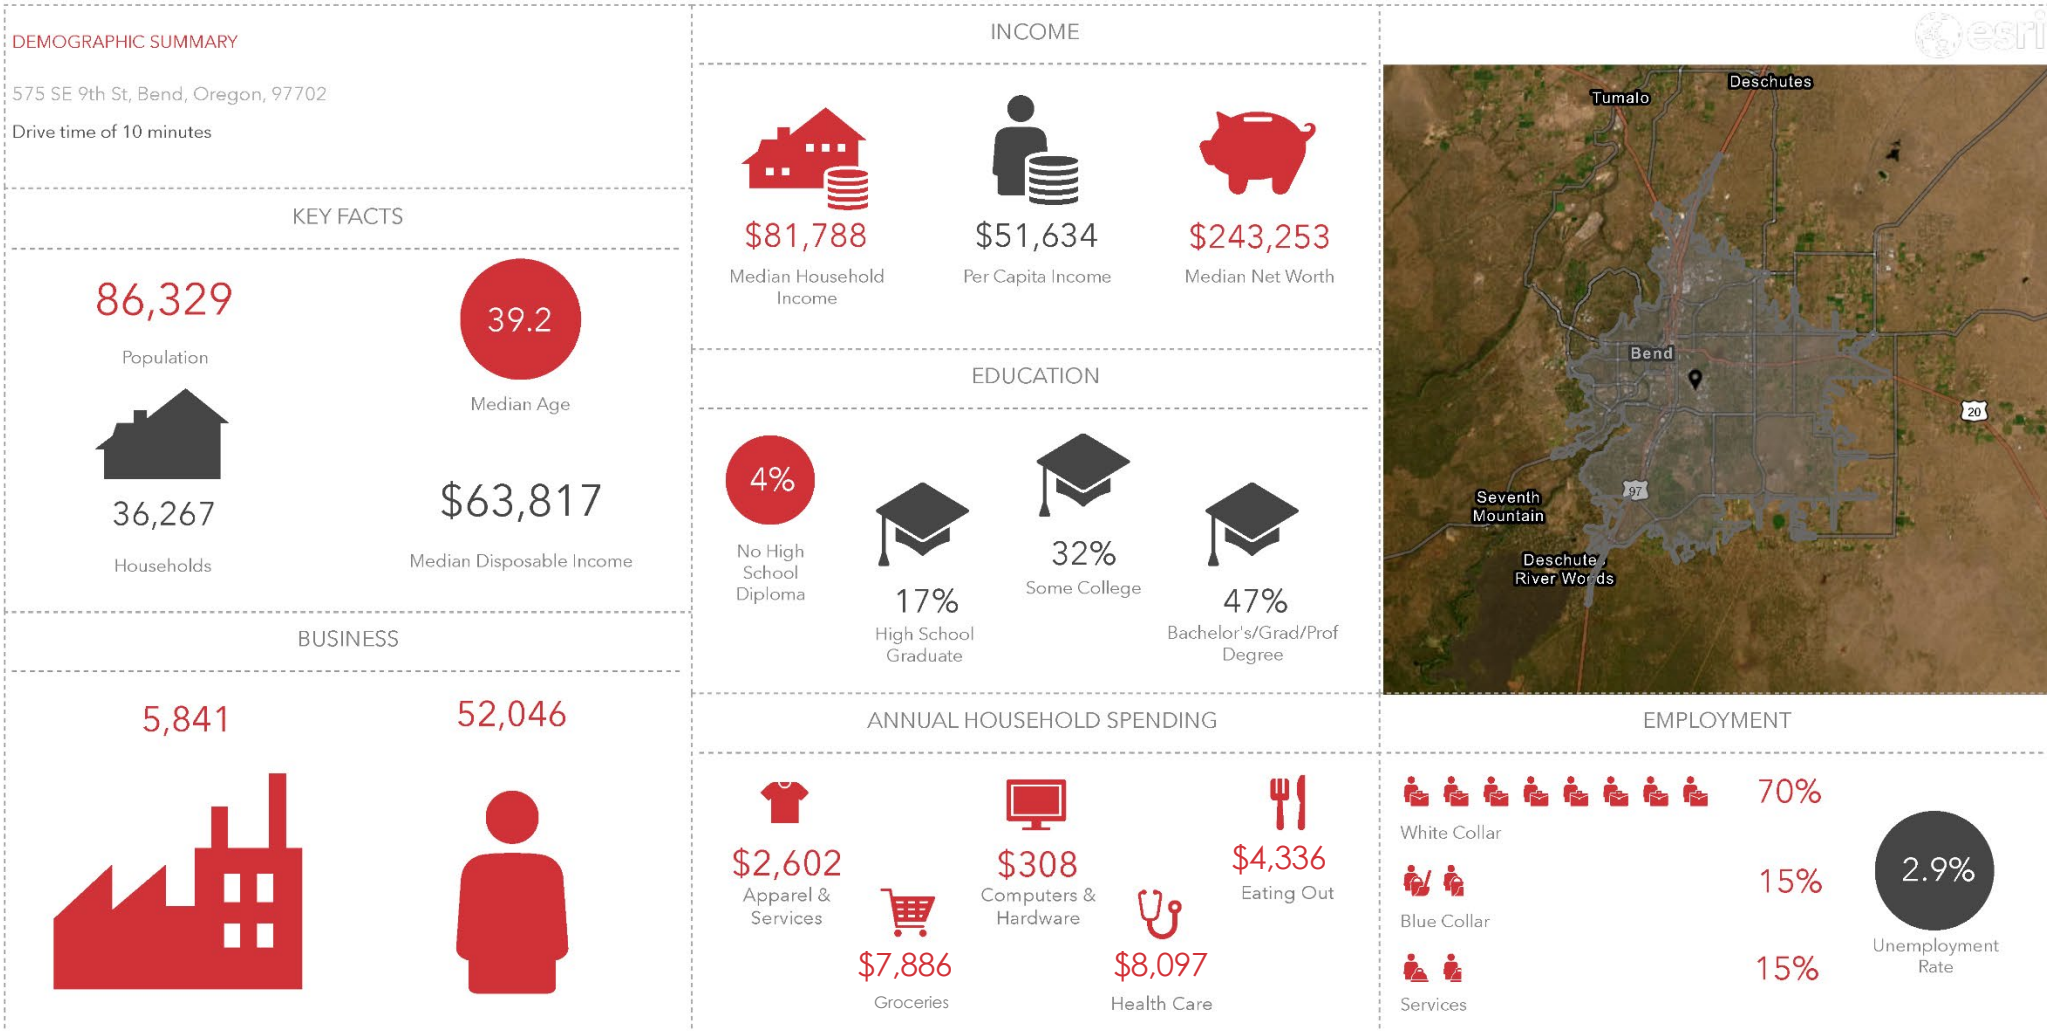 DEMOGRAPHIC SUMMARY
575 SE 9th St, Bend, Oregon, 97702
Drive time of 10 minutes
KEY FACTS
86,329
Population
39.2
Median Age
36,267
Households
$63,817
Median Disposable Income
BUSINESS
5,841
52,046
INCOME
$81,788
Median Household
Income
$51,634
Per Capita Income
$243,253
Median Net Worth
EDUCATION
4%
No High
School
Diploma
17%
High School
Graduate
32%
Some College
47%
Bachelor's/Grad/Prof
Degree
ANNUAL HOUSEHOLD SPENDING
$2,602
Apparel &
Services
$7,886
Groceries
$308
Computers &
Hardware
$8,097
Health Care
$4,336
Eating Out
esri
Deschutes
Tumalo
Bend
20
97
Seventh
Mountain
Deschute
River Woods
EMPLOYMENT
70%
White Collar
15%
Blue Collar
15%
Services
2.9%
Unemployment
Rate